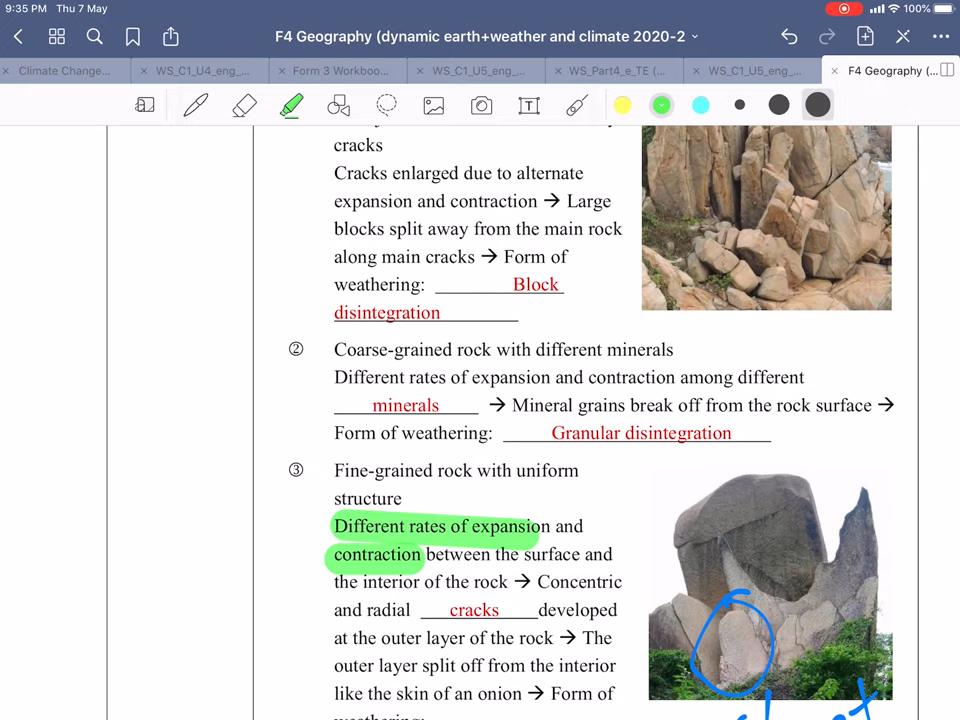 9:35 PM Thu 7 May
100%
F4 Geography (dynamic earth+weather and climate 2020-2
Climate Change...
WS_C1_U4_eng_...
Form 3 Workboo...
WS_C1_U5_eng_...
WS_Part4_e_TE (...
WS_C1_U5_eng_...
F4 Geography (...
T
cracks
Cracks enlarged due to alternate
expansion and contraction → Large
blocks split away from the main rock
along main cracks → Form of
weathering: Block
disintegration
② Coarse-grained rock with different minerals
Different rates of expansion and contraction among different
minerals → Mineral grains break off from the rock surface →
Form of weathering: Granular disintegration
③ Fine-grained rock with uniform
structure
Different rates of expansion and
contraction between the surface and
the interior of the rock → Concentric
and radial cracks developed
at the outer layer of the rock → The
outer layer split off from the interior
like the skin of an onion → Form of
weathering: